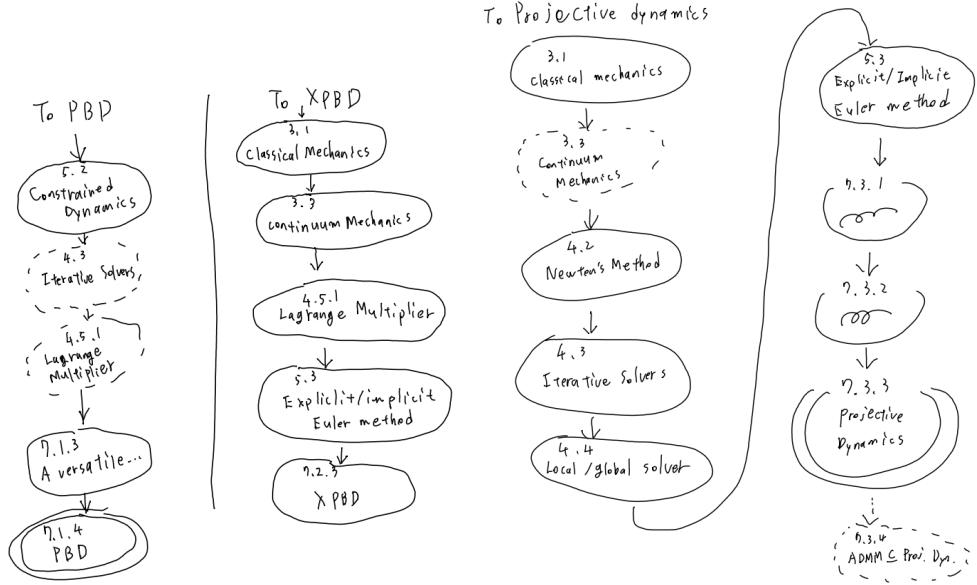 To PBD
5.2
Constrained
Dynamics
4.3
Iterative Solvers
4.5.1
Lagrange
Multiplier
7.1.3
A versatile...
7.1.4
PBD
To XPBD
3.1
Classical Mechanics
3.3
Continuum Mechanics
4.5.1
Lagrange Multiplier
5.3
Expliclit/implicit
Euler method
7.2.3
XPBD
To Projective dynamics
3.1
Classical mechanics
3.3
Continuum
Mechanics
4.2
Newton's Method
4.3
Iterative Solvers
4.4
Local/global solver
5.3
Explicit/Implicit
Euler method
7.3.1
7.3.2
7.3.3
Projective
Dynamics
7.3.4
ADMM ⊆ Proj. Dyn.